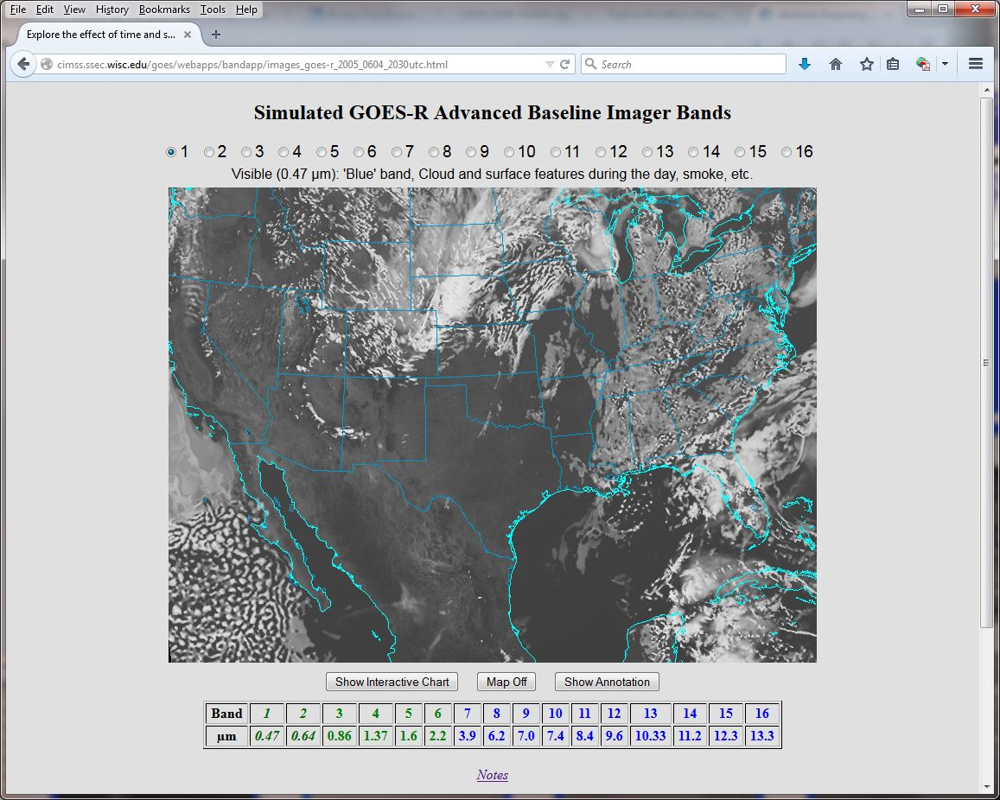 File Edit View History Bookmarks Tools Help
Explore the effect of time and s...
cimss.ssec.wisc.edu/goes/webapps/bandapp/images_goes-r_2005_0604_2030utc.html
Search
Simulated GOES-R Advanced Baseline Imager Bands
1 2 3 4 5 6 7 8 9 10 11 12 13 14 15 16
Visible (0.47 µm): 'Blue' band, Cloud and surface features during the day, smoke, etc.
Show Interactive Chart Map Off Show Annotation
Band 1 2 3 4 5 6 7 8 9 10 11 12 13 14 15 16
µm 0.47 0.64 0.86 1.37 1.6 2.2 3.9 6.2 7.0 7.4 8.4 9.6 10.33 11.2 12.3 13.3
Notes